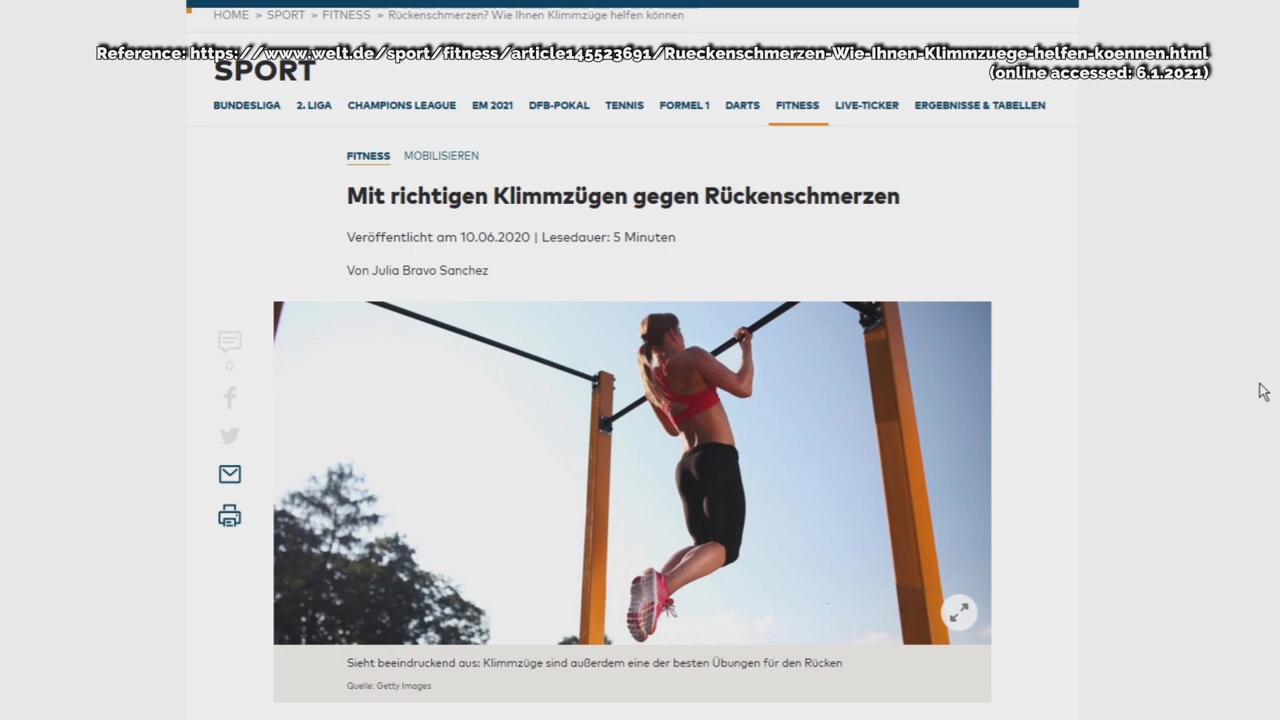 HOME » SPORT » FITNESS » Rückenschmerzen? Wie Ihnen Klimmzüge helfen können
Reference: https://www.welt.de/sport/fitness/article145523691/Rueckenschmerzen-Wie-Ihnen-Klimmzuege-helfen-koennen.html
(online accessed: 6.1.2021)
SPORT
BUNDESLIGA 2. LIGA CHAMPIONS LEAGUE EM 2021 DFB-POKAL TENNIS FORMEL 1 DARTS FITNESS LIVE-TICKER ERGEBNISSE & TABELLEN
FITNESS MOBILISIEREN
Mit richtigen Klimmzügen gegen Rückenschmerzen
Veröffentlicht am 10.06.2020 | Lesedauer: 5 Minuten
Von Julia Bravo Sanchez
0
Sieht beeindruckend aus: Klimmzüge sind außerdem eine der besten Übungen für den Rücken
Quelle: Getty Images